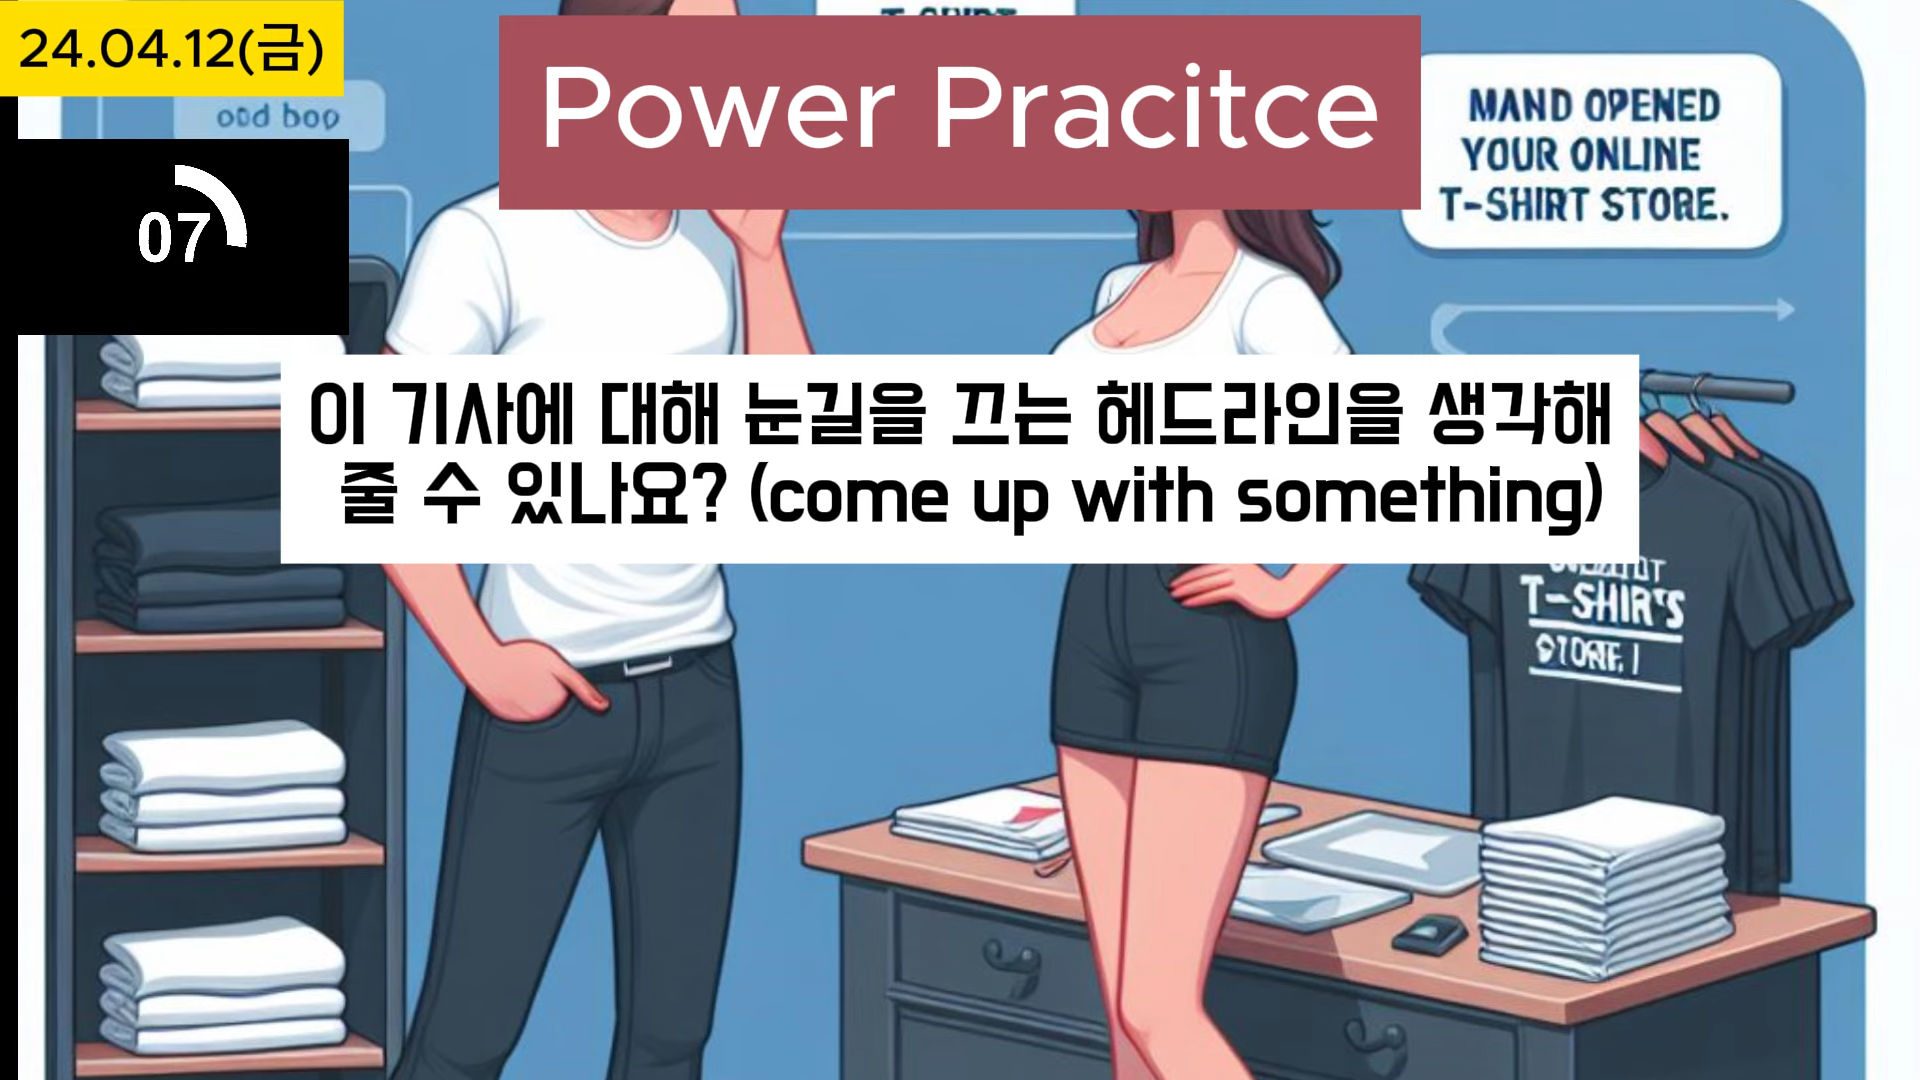 24.04.12(금)
Power Pracitce
odd boo
07
MAND OPENED
YOUR ONLINE
T-SHIRT STORE.
이 기사에 대해 눈길을 끄는 헤드라인을 생각해
줄 수 있나요? (come up with something)
T-SHIR'S